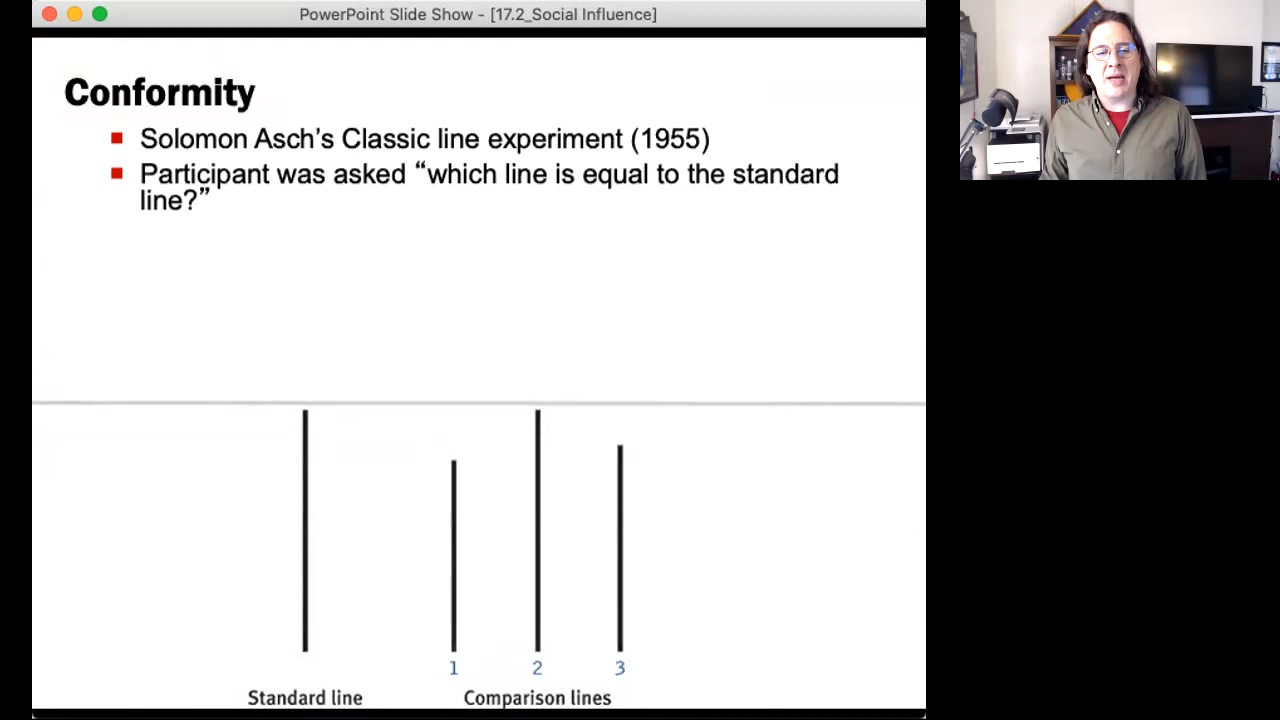 PowerPoint Slide Show - [17.2_Social Influence]
Conformity
Solomon Asch's Classic line experiment (1955)
Participant was asked “which line is equal to the standard
line?”
1 2 3
Standard line Comparison lines